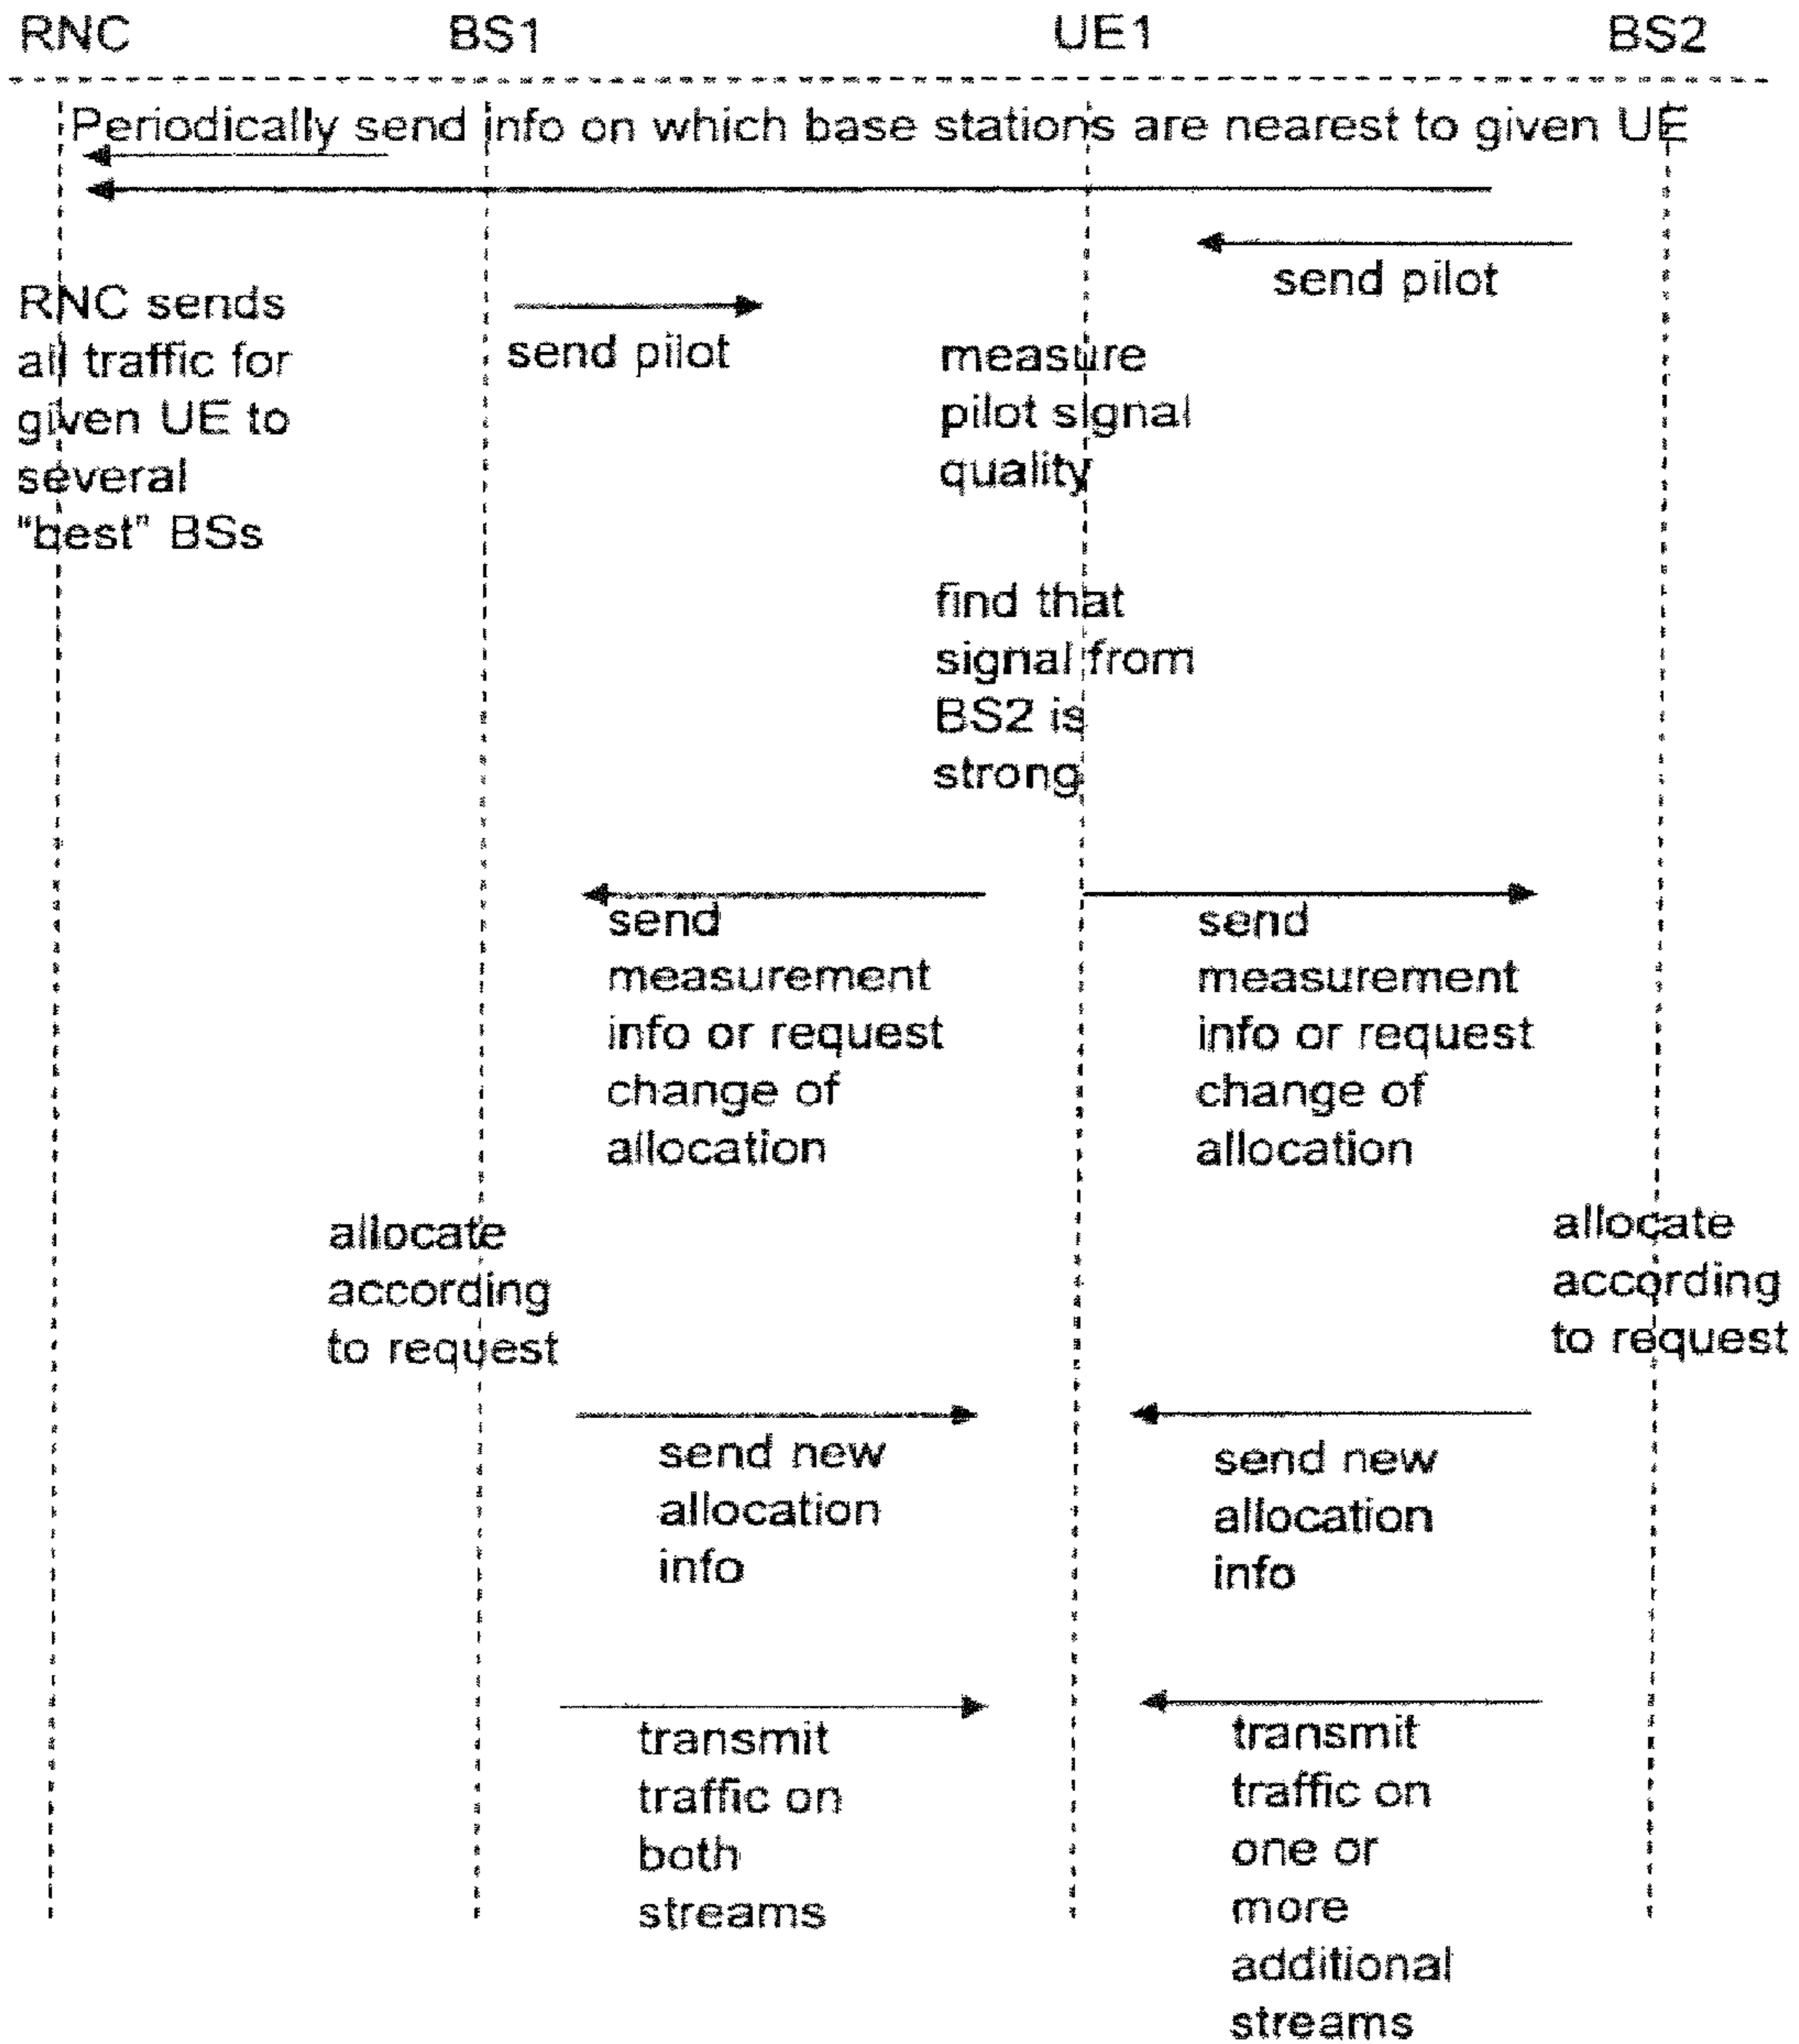 RNC BS1 UE1 BS2
Periodically send info on which base stations are nearest to given UE
send pilot
RNC sends
all traffic for
given UE to
several
"best" BSs
send pilot
measure
pilot signal
quality
find that
signal from
BS2 is
strong
send
measurement
info or request
change of
allocation
send
measurement
info or request
change of
allocation
allocate
according
to request
allocate
according
to request
send new
allocation
info
send new
allocation
info
transmit
traffic on
both
streams
transmit
traffic on
one or
more
additional
streams